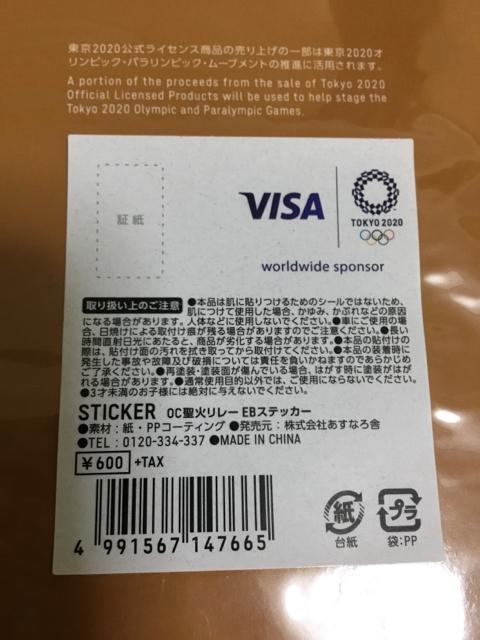 東京2020公式ライセンス商品の売り上げの一部は東京2020オ
リンピック・パラリンピック・ムーブメントの推進に活用されます。
A portion of the proceeds from the sale of Tokyo 2020
Official Licensed Products will be used to help stage the
Tokyo 2020 Olympic and Paralympic Games.
証紙
VISA
TOKYO 2020
worldwide sponsor
取り扱い上のご注意 ●本品は肌に貼りつけるためのシールではないため、
肌につけて使用した場合、かゆみ、かぶれなどの原因
になる場合があります。人体などに使用しないでください。●車にご使用の場
合、日焼けによる取付け痕が残る場合がありますのでご注意ください。●長い
時間直射日光にあたると、商品が劣化する場合があります。●本品の貼付けの
際は、貼付け面の汚れを拭き取ってから取付けてください。●本品の装着時に
発生した事故や故障及び破損については責任を負いかねますのであらかじめ
ご了承ください。●再塗装・塗装面が傷んでいる場合、はがす時に塗装がはが
れる場合があります。●通常使用目的以外では、ご使用にならないでください。
●3才未満のお子様には絶対に与えないでください。
STICKER OC聖火リレー EBステッカー
●素材：紙・PPコーティング ●発売元：株式会社あすなろ舎
●TEL：0120-334-337 ●MADE IN CHINA
¥600 +TAX
4 991567 147665
紙
台紙
プラ
袋:PP